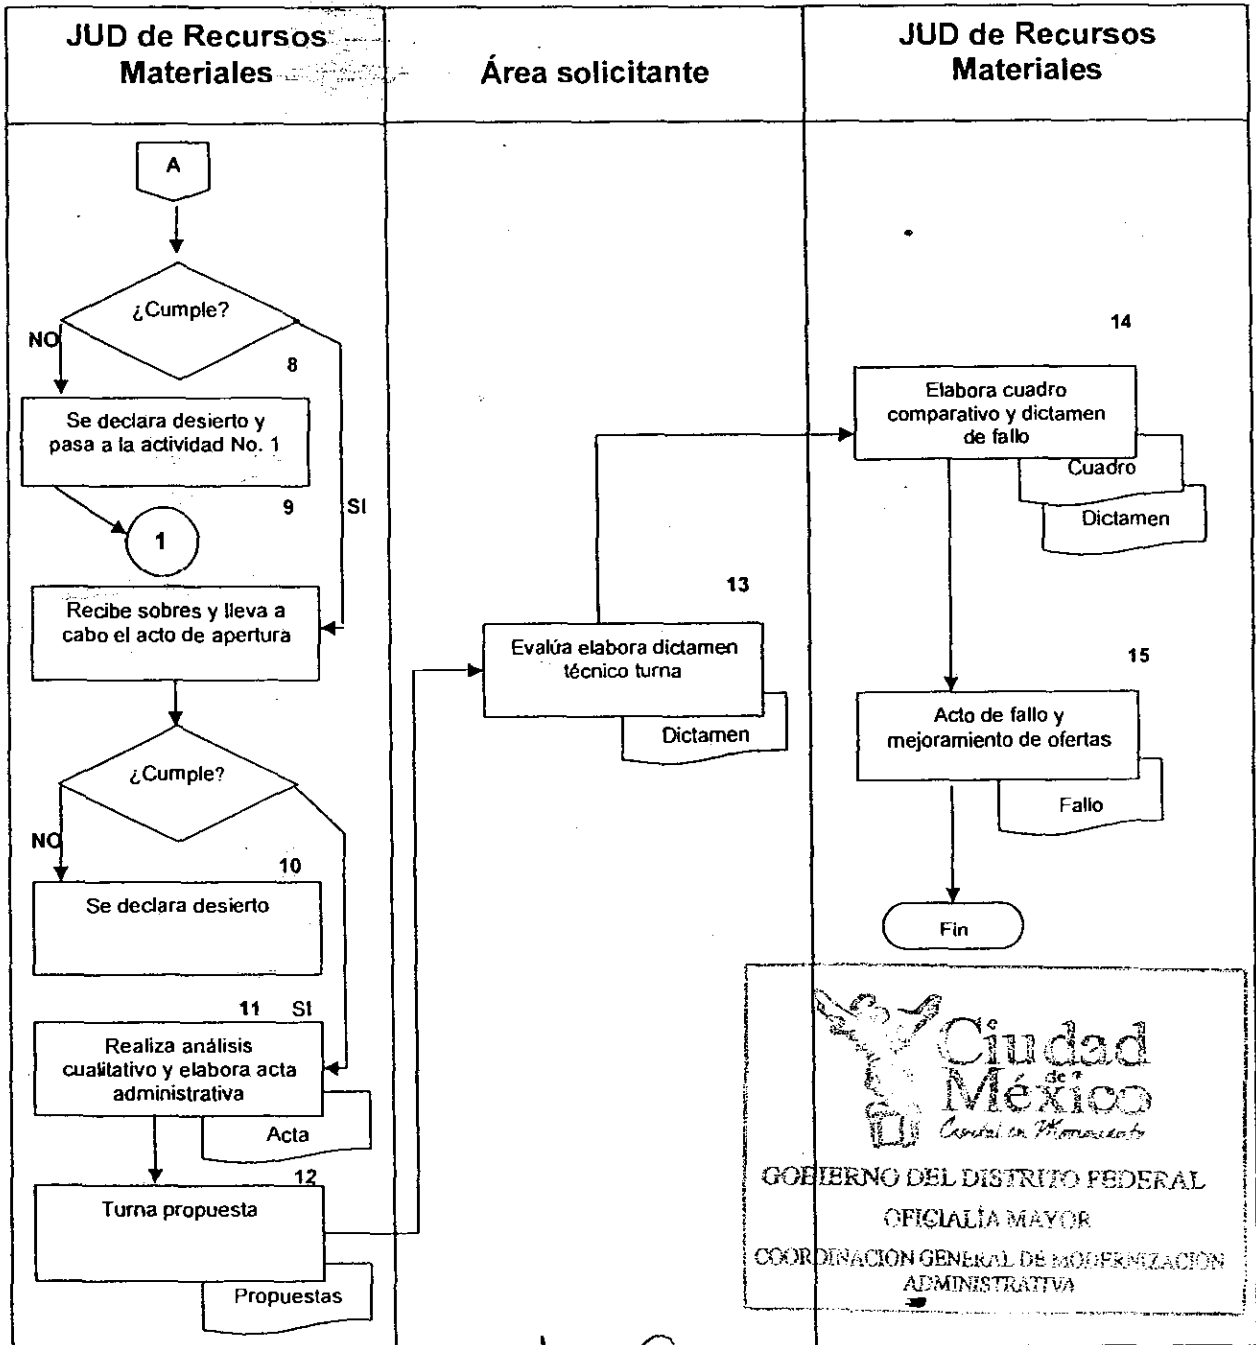 JUD de Recursos
Materiales
Área solicitante
JUD de Recursos
Materiales
A
¿Cumple?
NO
8
Se declara desierto y
pasa a la actividad No. 1
9
SI
1
Recibe sobres y lleva a
cabo el acto de apertura
¿Cumple?
NO
10
Se declara desierto
11
SI
Realiza análisis
cualitativo y elabora acta
administrativa
Acta
12
Turna propuesta
Propuestas
13
Evalúa elabora dictamen
técnico turna
Dictamen
14
Elabora cuadro
comparativo y dictamen
de fallo
Cuadro
Dictamen
15
Acto de fallo y
mejoramiento de ofertas
Fallo
Fin
Ciudad
de
México
Capital en Movimiento
GOBIERNO DEL DISTRITO FEDERAL
OFICIALÍA MAYOR
COORDINACIÓN GENERAL DE MODERNIZACIÓN
ADMINISTRATIVA